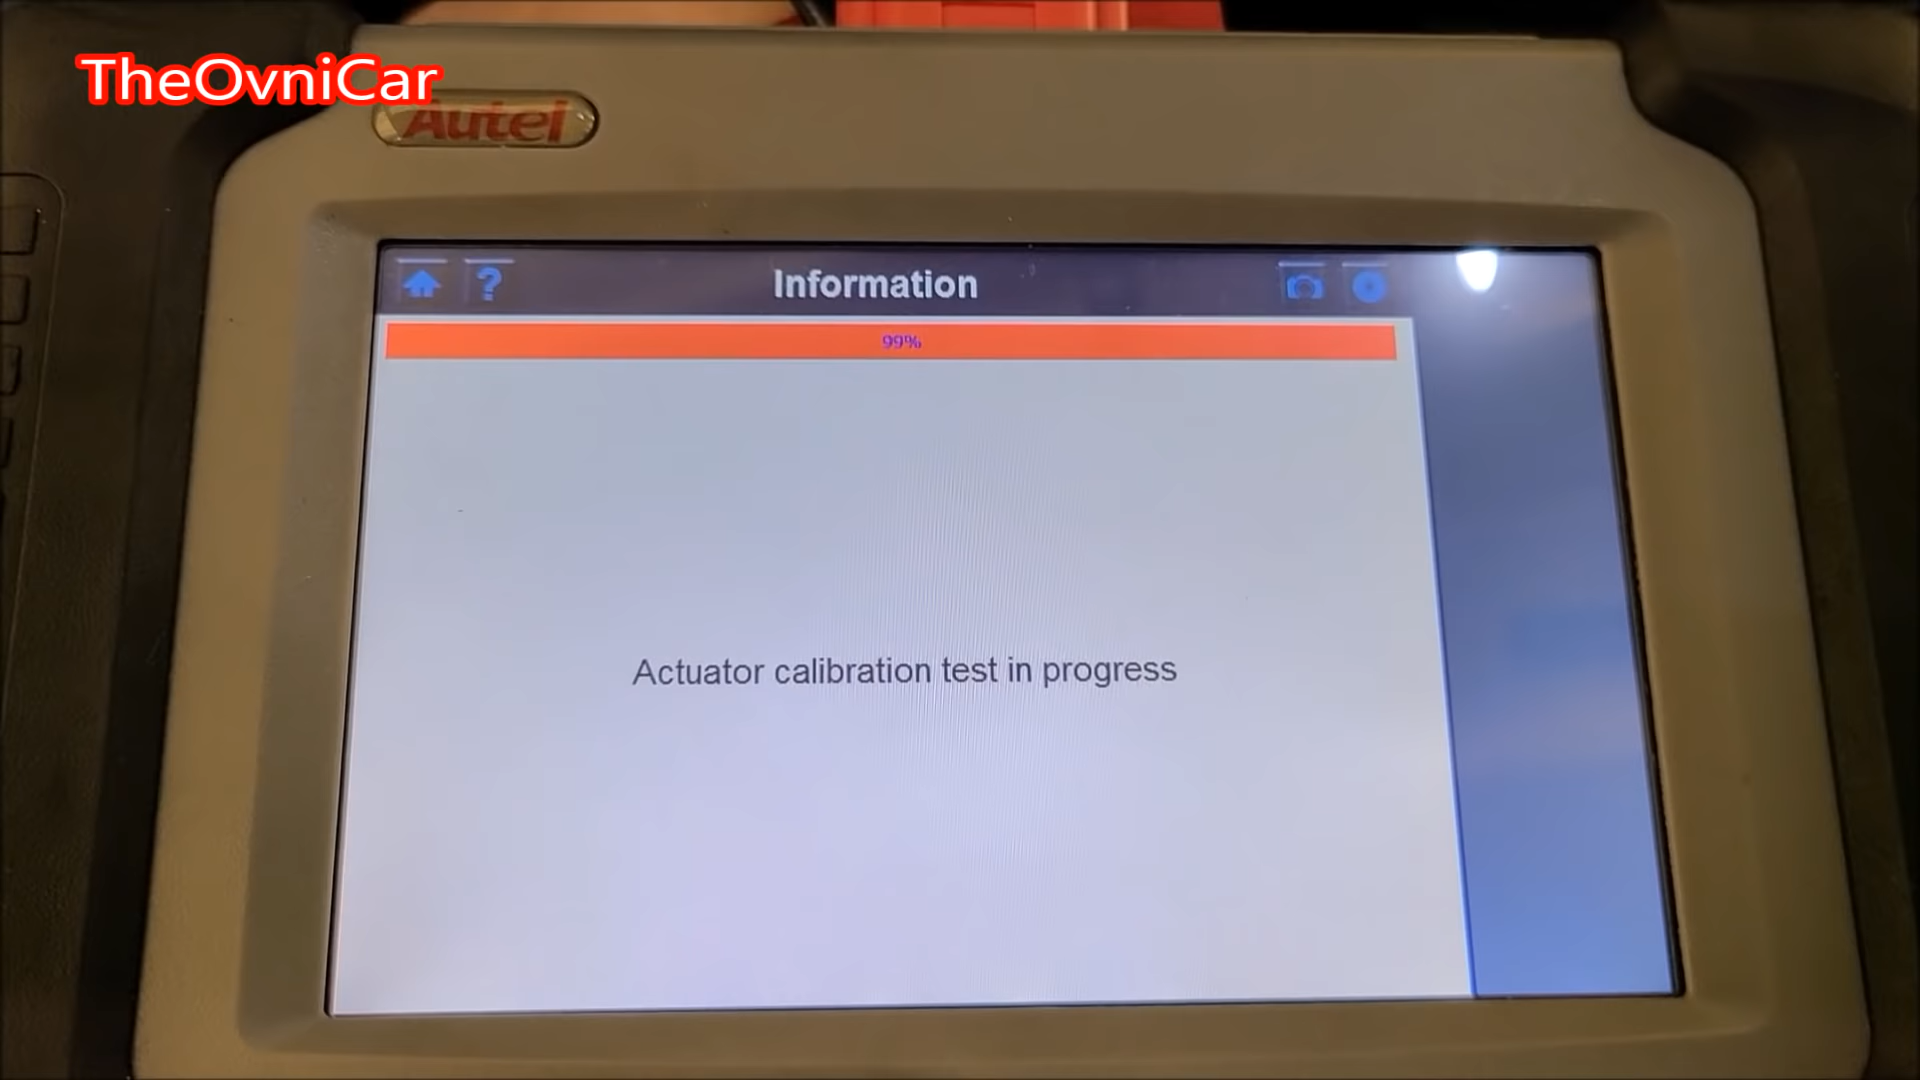 TheOvniCar
Autel
Information
99%
Actuator calibration test in progress